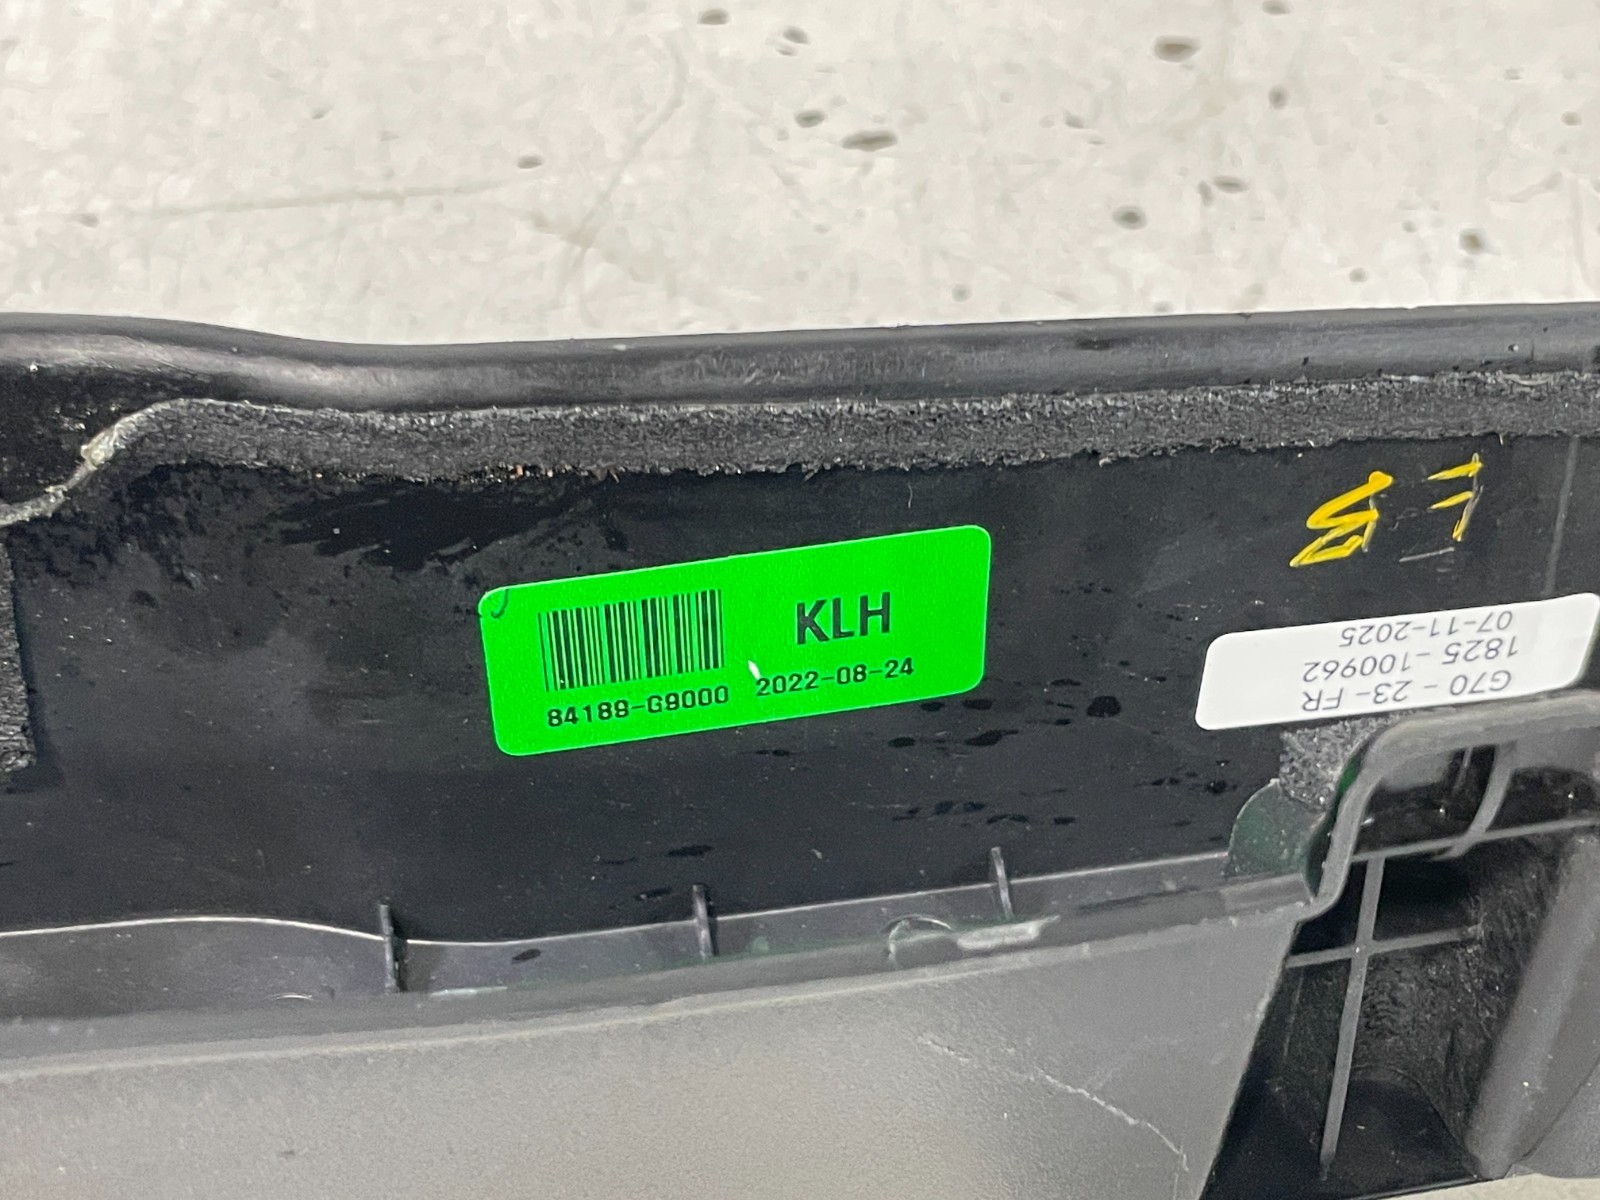 KLH
84189-G9000 2022-08-24
G70 - 23-FR
1825 -100962
07-11-2025